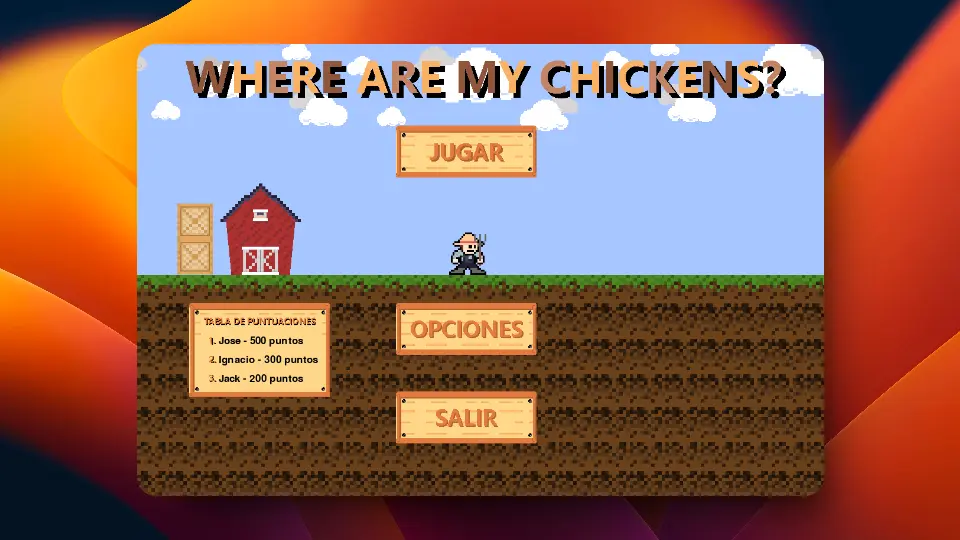 WHERE ARE MY CHICKENS?
JUGAR
TABLA DE PUNTUACIONES
1. Jose - 500 puntos
2. Ignacio - 300 puntos
3. Jack - 200 puntos
OPCIONES
SALIR